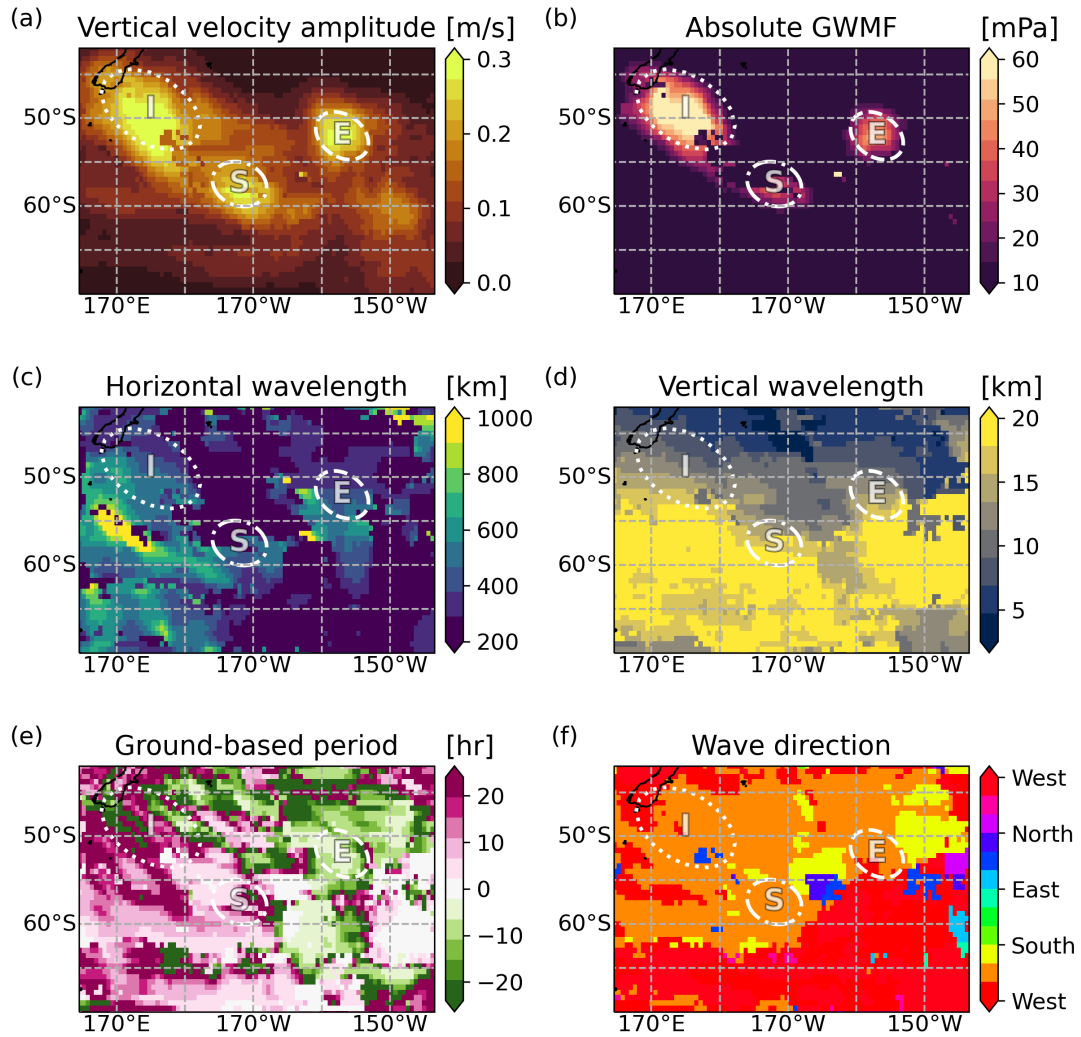 (a) Vertical velocity amplitude [m/s]
50°S
60°S
170°E 170°W 150°W
I
E
S
0.3
0.2
0.1
0.0
(b) Absolute GWMF [mPa]
50°S
60°S
170°E 170°W 150°W
I
E
S
60
50
40
30
20
10
(c) Horizontal wavelength [km]
50°S
60°S
170°E 170°W 150°W
I
E
S
1000
800
600
400
200
(d) Vertical wavelength [km]
50°S
60°S
170°E 170°W 150°W
I
E
S
20
15
10
5
(e) Ground-based period [hr]
50°S
60°S
170°E 170°W 150°W
I
E
S
20
10
0
−10
−20
(f) Wave direction
50°S
60°S
170°E 170°W 150°W
I
E
S
West
North
East
South
West